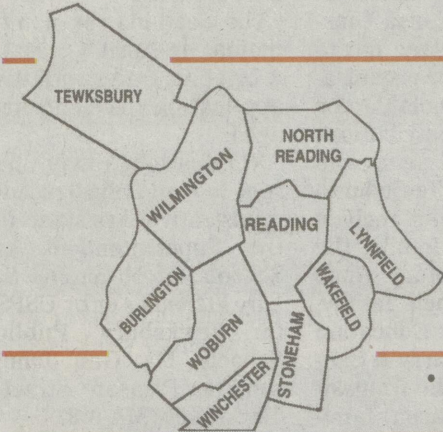 TEWKSBURY
NORTH
READING
WILMINGTON
READING
LYNNFIELD
BURLINGTON
WAKEFIELD
WOBURN
STONEHAM
WINCHESTER